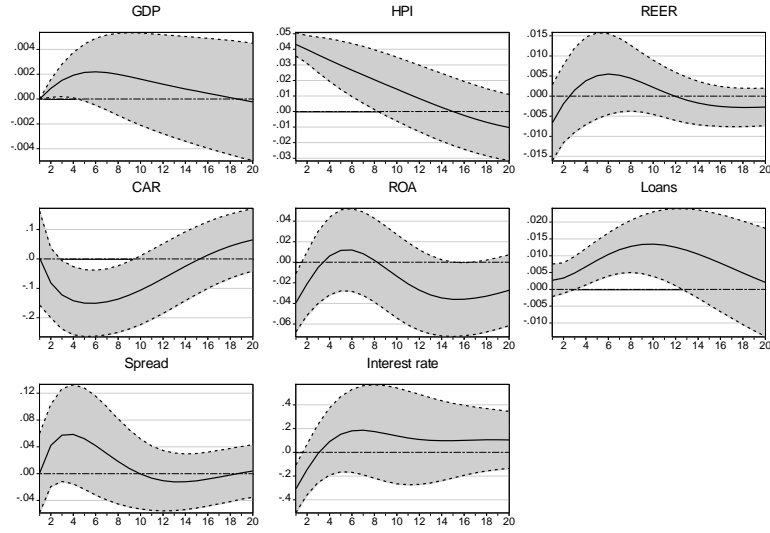 GDP
.004
.000
-.004
2 4 6 8 10 12 14 16 18 20
HPI
.05
.04
.03
.02
.01
.00
-.01
-.02
-.03
2 4 6 8 10 12 14 16 18 20
REER
.015
.010
.005
.000
-.005
-.010
-.015
2 4 6 8 10 12 14 16 18 20
CAR
.1
.0
-.1
-.2
2 4 6 8 10 12 14 16 18 20
ROA
.04
.02
.00
-.02
-.04
-.06
2 4 6 8 10 12 14 16 18 20
Loans
.020
.015
.010
.005
.000
-.005
-.010
2 4 6 8 10 12 14 16 18 20
Spread
.12
.08
.04
.00
-.04
2 4 6 8 10 12 14 16 18 20
Interest rate
.4
.2
.0
-.2
-.4
2 4 6 8 10 12 14 16 18 20